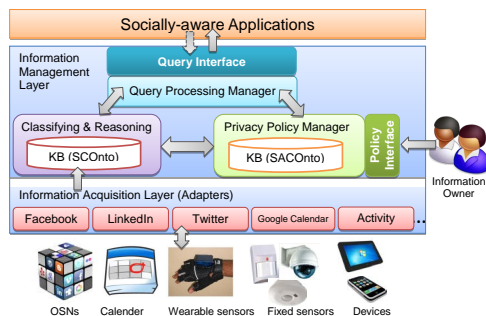 Socially-aware Applications
Information
Management
Layer
Query Interface
Query Processing Manager
Classifying & Reasoning
KB (SCOnto)
Privacy Policy Manager
KB (SACOnto)
Policy
Interface
Information
Owner
Information Acquisition Layer (Adapters)
Facebook
LinkedIn
Twitter
Google Calendar
Activity
...
OSNs
Calender
Wearable sensors
Fixed sensors
Devices